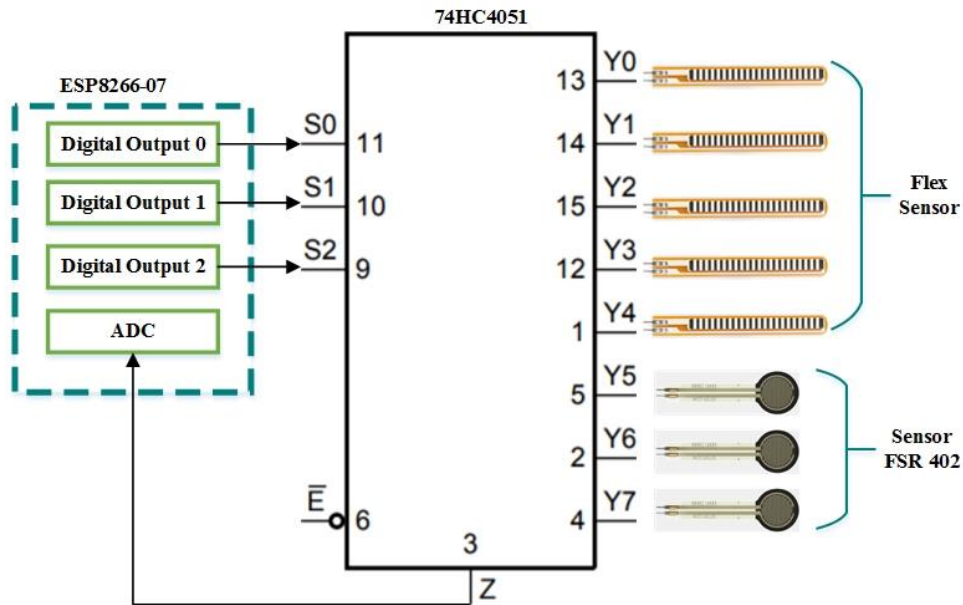 74HC4051
ESP8266-07
Digital Output 0
Digital Output 1
Digital Output 2
ADC
S0
11
S1
10
S2
9
E̅
6
3
Z
13
Y0
14
Y1
15
Y2
12
Y3
1
Y4
5
Y5
2
Y6
4
Y7
Flex
Sensor
Sensor
FSR 402